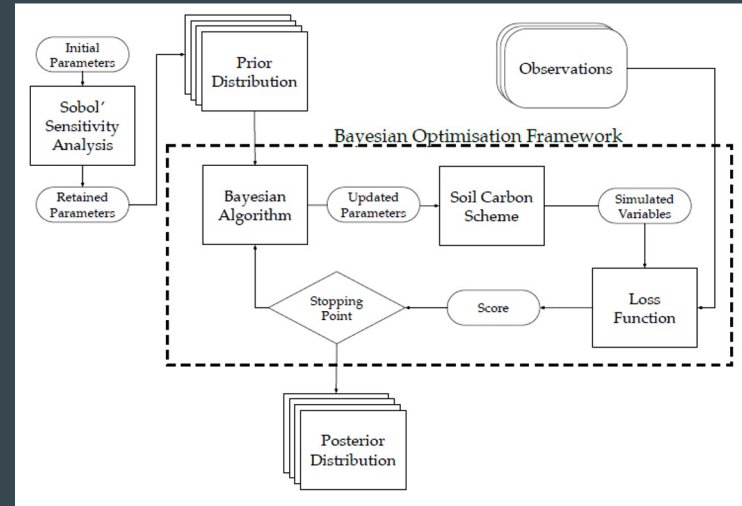 Initial
Parameters
Sobol'
Sensitivity
Analysis
Retained
Parameters
Prior
Distribution
Observations
Bayesian Optimisation Framework
Bayesian
Algorithm
Updated
Parameters
Soil Carbon
Scheme
Simulated
Variables
Stopping
Point
Score
Loss
Function
Posterior
Distribution